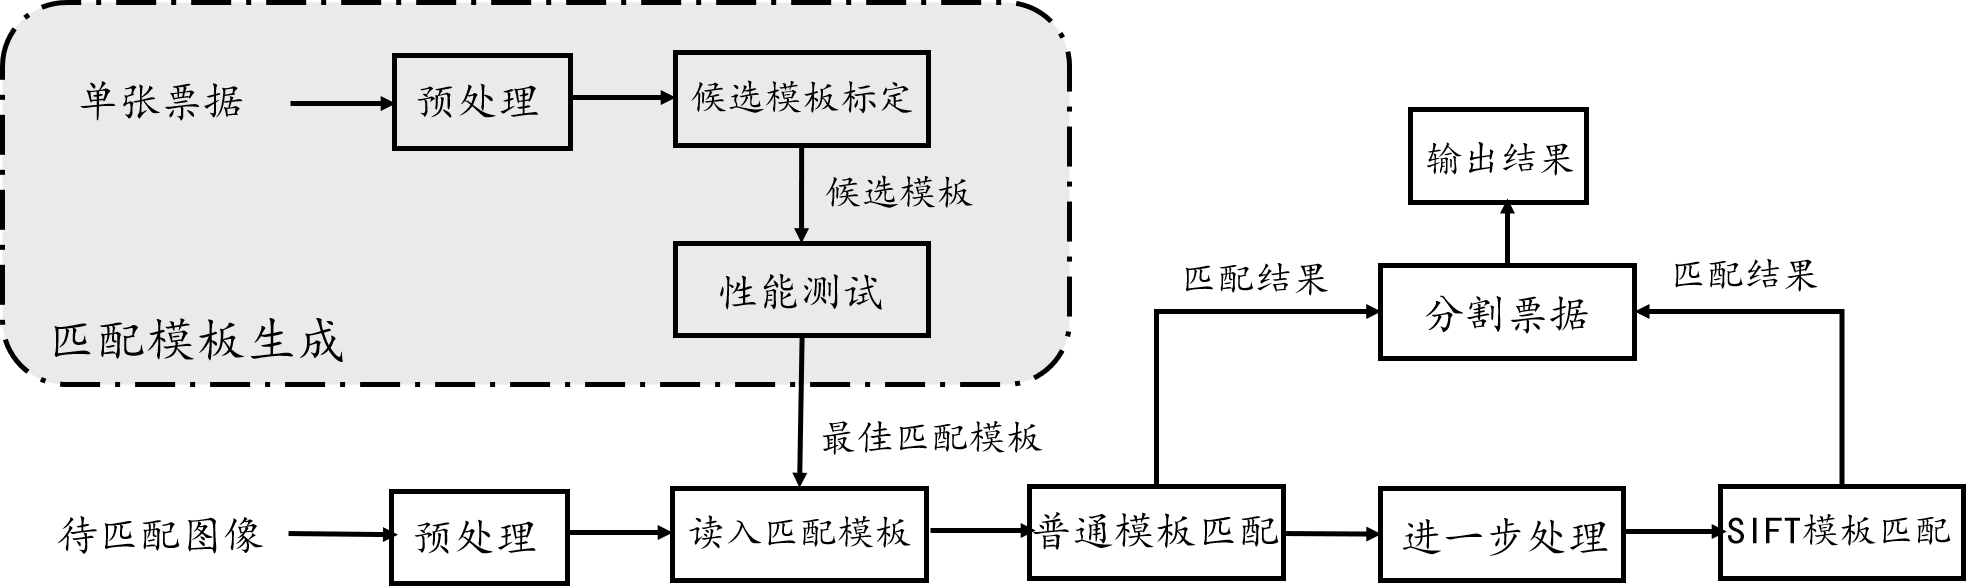 单张票据
预处理
候选模板标定
候选模板
性能测试
匹配模板生成
最佳匹配模板
待匹配图像
预处理
读入匹配模板
普通模板匹配
进一步处理
SIFT模板匹配
匹配结果
匹配结果
分割票据
输出结果